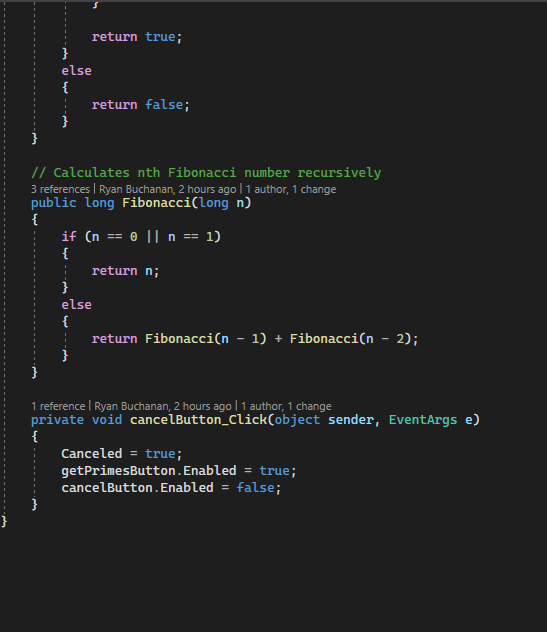 }
return true;
}
else
{
return false;
}
}
// Calculates nth Fibonacci number recursively
3 references | Ryan Buchanan, 2 hours ago | 1 author, 1 change
public long Fibonacci(long n)
{
if (n == 0 || n == 1)
{
return n;
}
else
{
return Fibonacci(n - 1) + Fibonacci(n - 2);
}
}
1 reference | Ryan Buchanan, 2 hours ago | 1 author, 1 change
private void cancelButton_Click(object sender, EventArgs e)
{
Canceled = true;
getPrimesButton.Enabled = true;
cancelButton.Enabled = false;
}
}